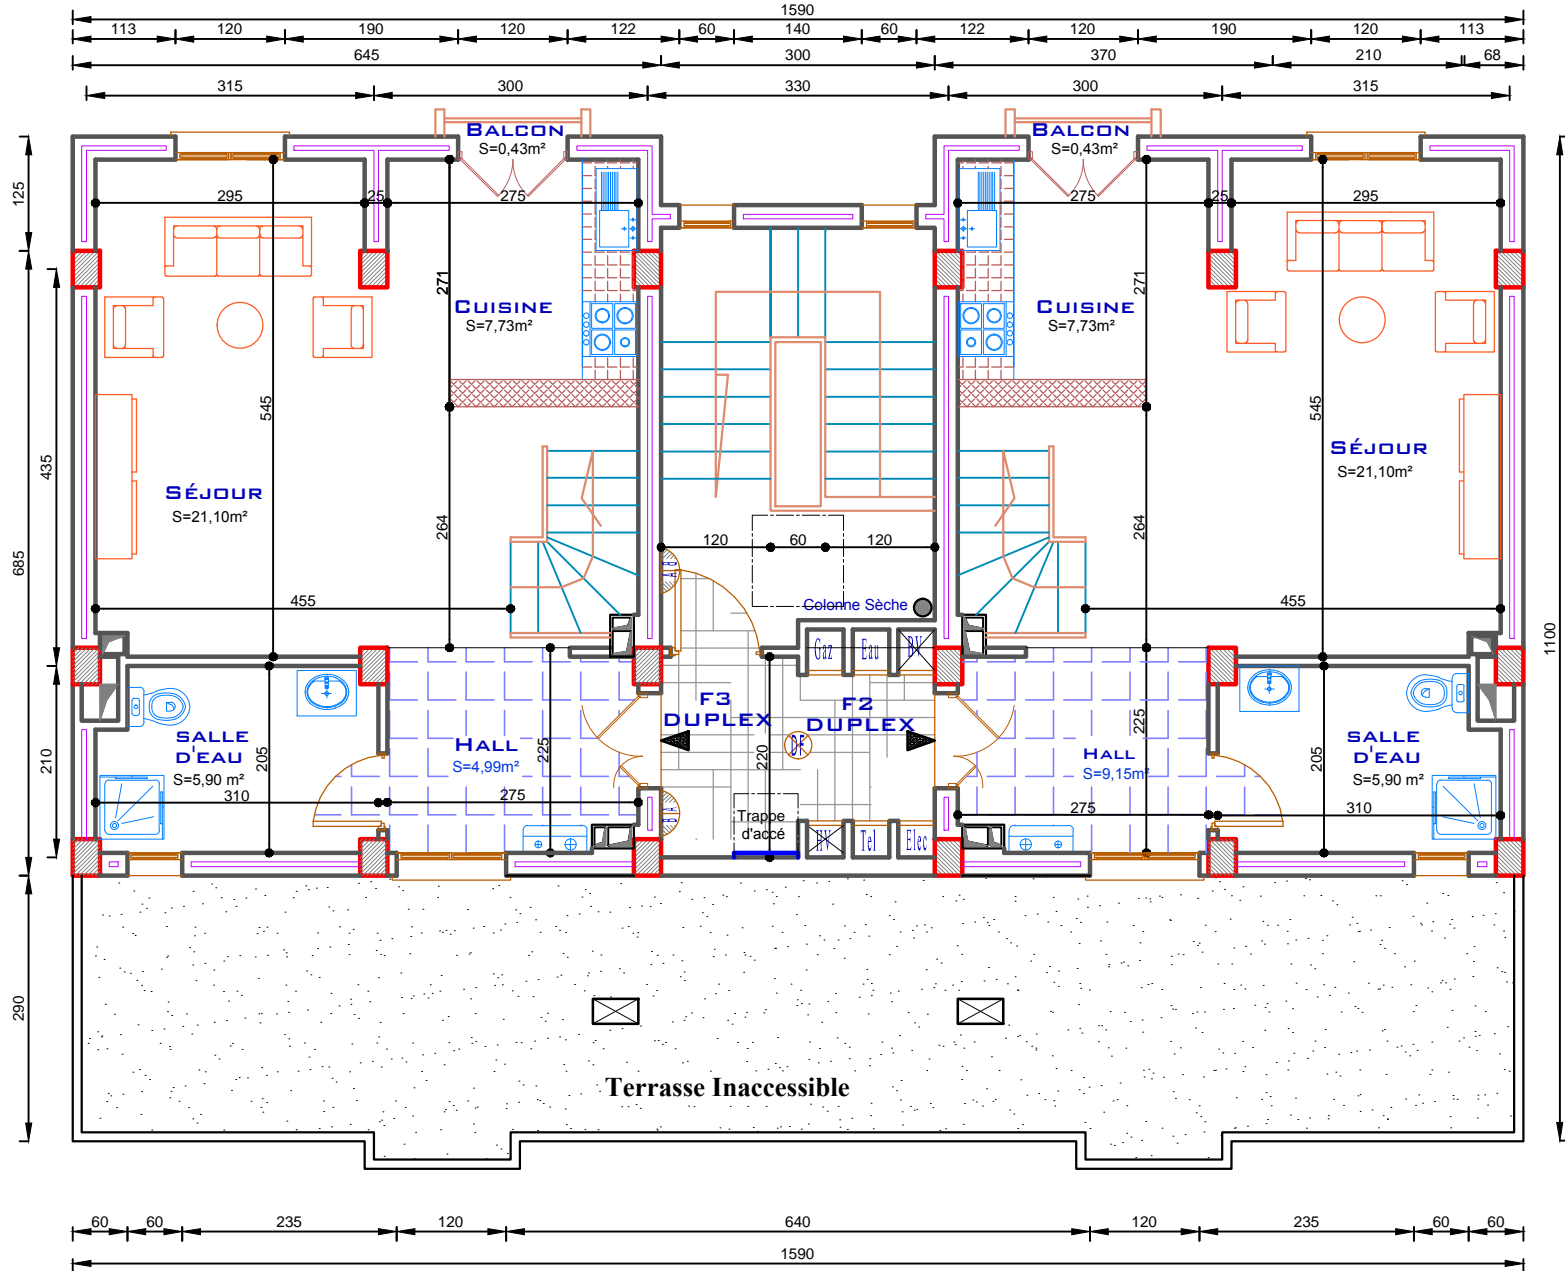 1590
113 120 190 120 122 60 140 60 122 120 190 120 113
645 300 370 210 68
315 300 330 300 315
BALCON
S=0,43m²
BALCON
S=0,43m²
125
295 25 275
275 25 295
271
271
CUISINE
S=7,73m²
CUISINE
S=7,73m²
545
545
435
685
1100
SÉJOUR
S=21,10m²
SÉJOUR
S=21,10m²
264
264
120 60 120
455
Colonne Sèche
455
Gaz Eau BV
F3
DUPLEX
F2
DUPLEX
DF
210
SALLE
D'EAU
S=5,90 m²
205
HALL
S=4,99m²
225
220
225
HALL
S=9,15m²
205
SALLE
D'EAU
S=5,90 m²
310 275
275 310
Trappe
d'accé
HV Tel Elec
290
Terrasse Inaccessible
60 60 235 120 640 120 235 60 60
1590